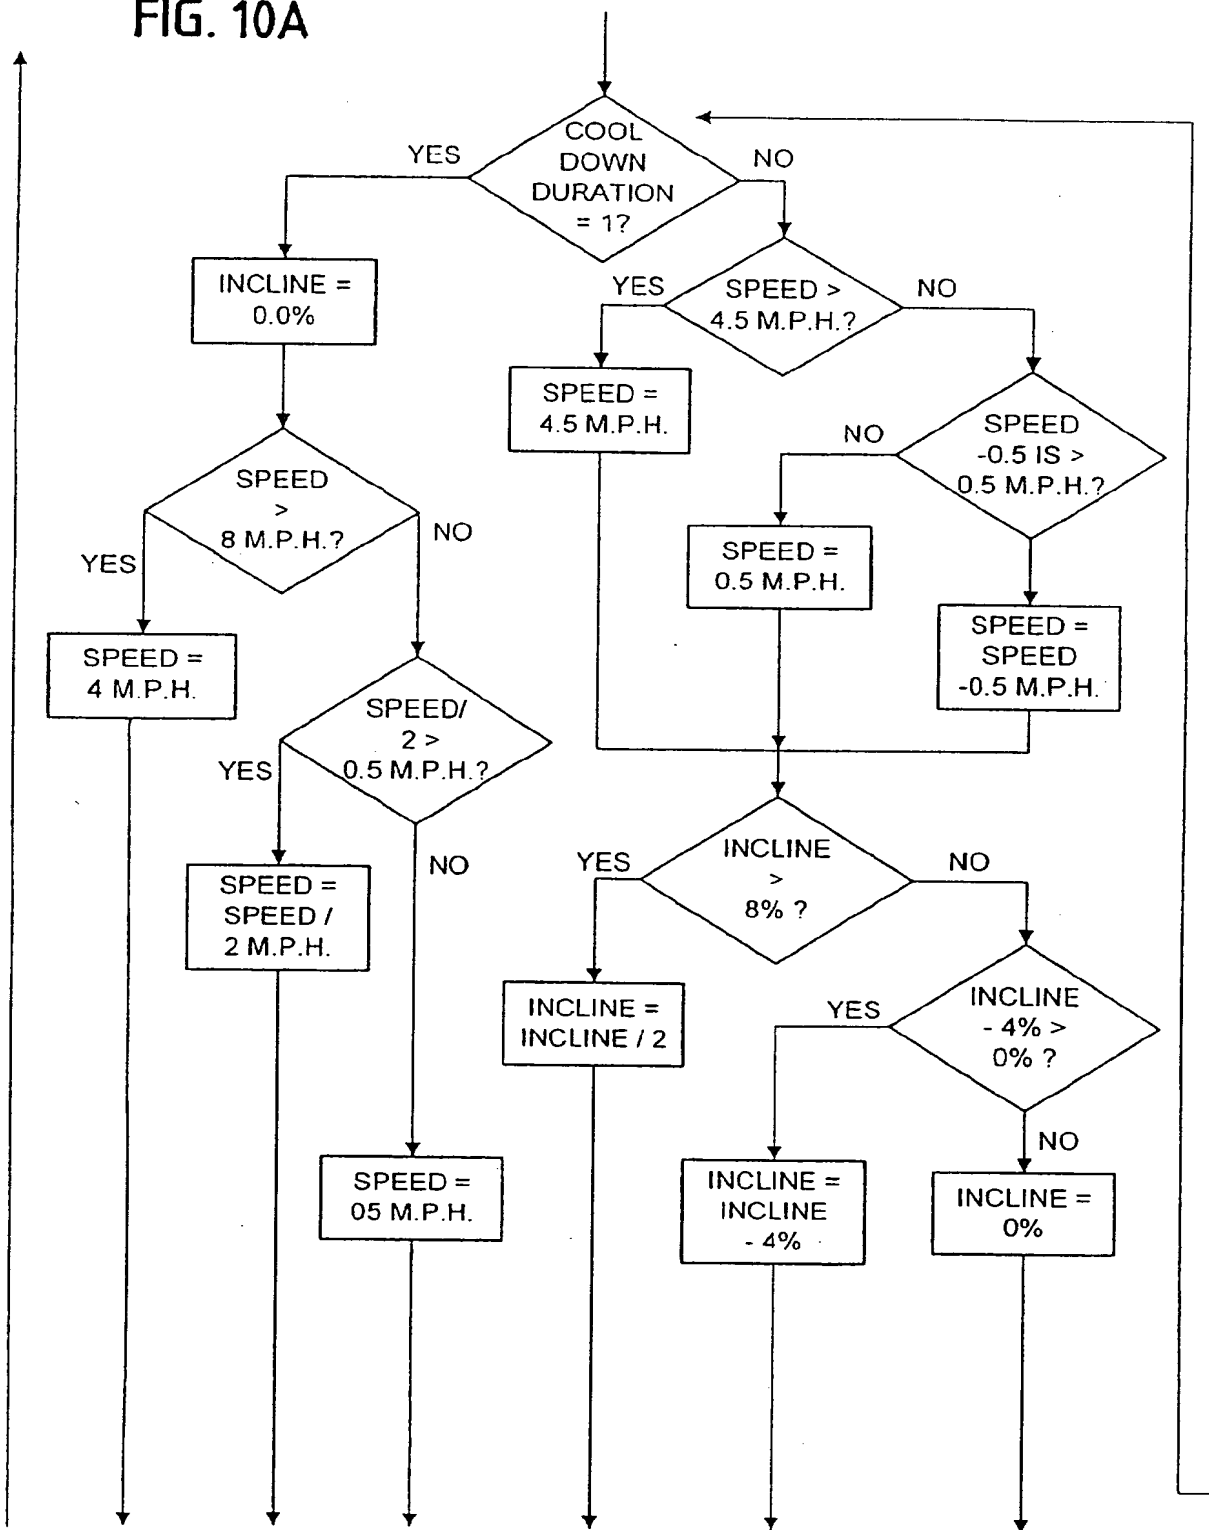 FIG. 10A
COOL
DOWN
DURATION
= 1?
YES
NO
INCLINE =
0.0%
SPEED >
4.5 M.P.H.?
YES
NO
SPEED =
4.5 M.P.H.
SPEED
-0.5 IS >
0.5 M.P.H.?
NO
SPEED
>
8 M.P.H.?
YES
NO
SPEED =
0.5 M.P.H.
SPEED =
SPEED
-0.5 M.P.H.
SPEED =
4 M.P.H.
SPEED/
2 >
0.5 M.P.H.?
YES
NO
SPEED =
SPEED /
2 M.P.H.
INCLINE
>
8% ?
YES
NO
INCLINE =
INCLINE / 2
INCLINE
- 4% >
0% ?
YES
NO
SPEED =
05 M.P.H.
INCLINE =
INCLINE
- 4%
INCLINE =
0%